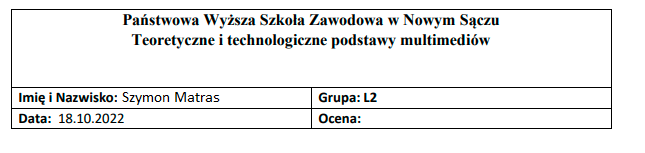 Państwowa Wyższa Szkoła Zawodowa w Nowym Sączu
Teoretyczne i technologiczne podstawy multimediów
Imię i Nazwisko: Szymon Matras
Grupa: L2
Data: 18.10.2022
Ocena: